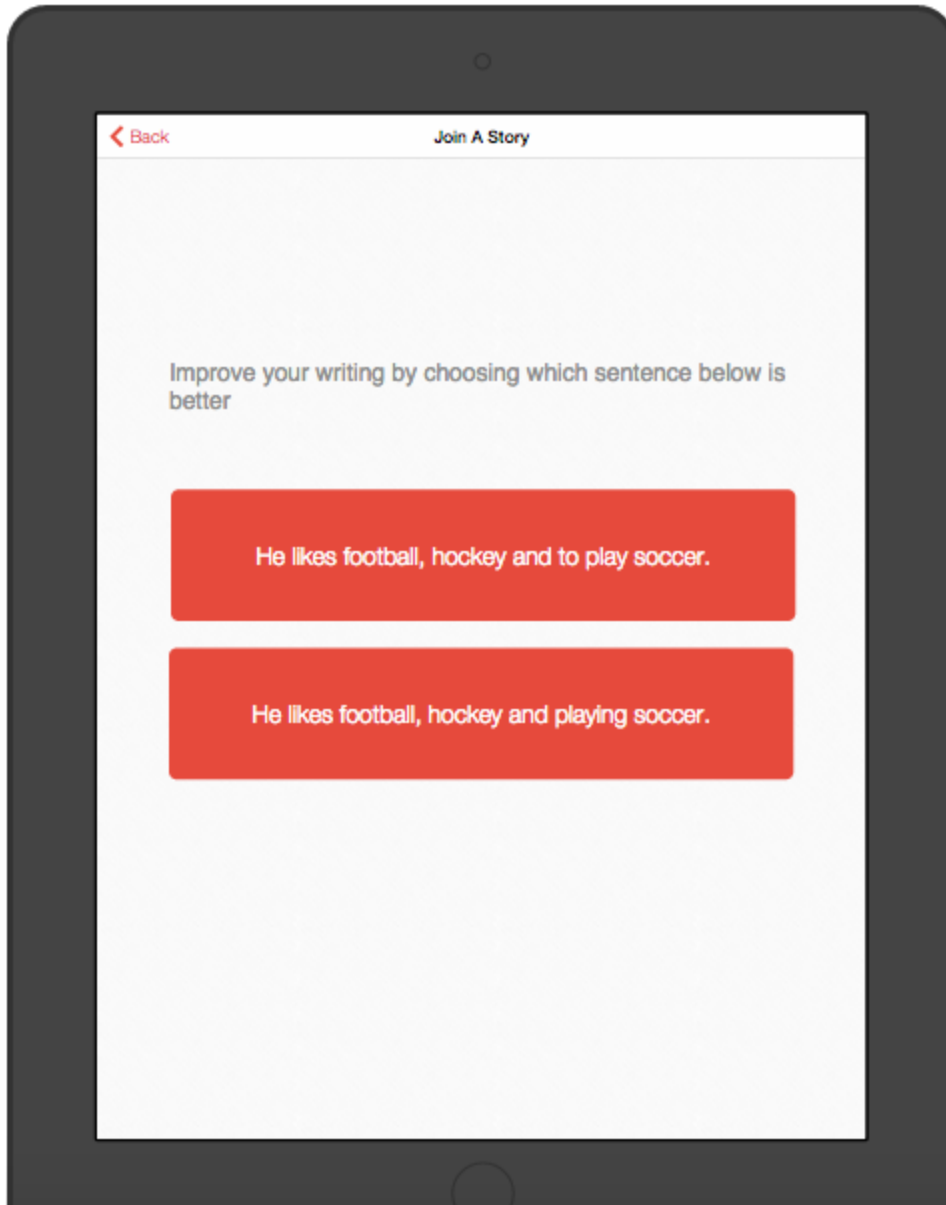 Back
Join A Story
Improve your writing by choosing which sentence below is
better
He likes football, hockey and to play soccer.
He likes football, hockey and playing soccer.